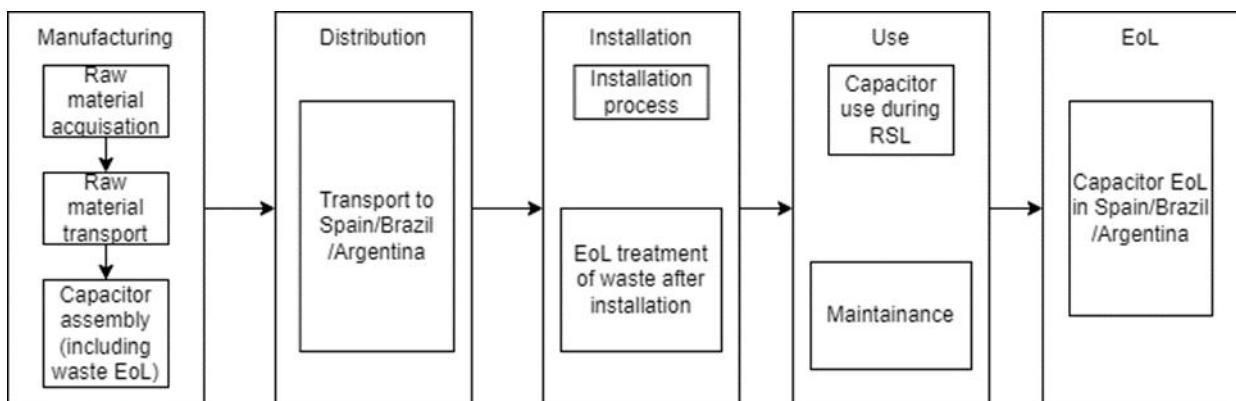 Manufacturing
Raw
material
acquisation
Raw
material
transport
Capacitor
assembly
(including
waste EoL)
Distribution
Transport to
Spain/Brazil
/Argentina
Installation
Installation
process
EoL treatment
of waste after
installation
Use
Capacitor
use during
RSL
Maintainance
EoL
Capacitor EoL
in Spain/Brazil
/Argentina